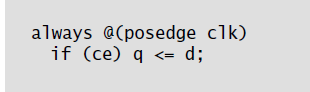 always @(posedge clk)
if (ce) q <= d;